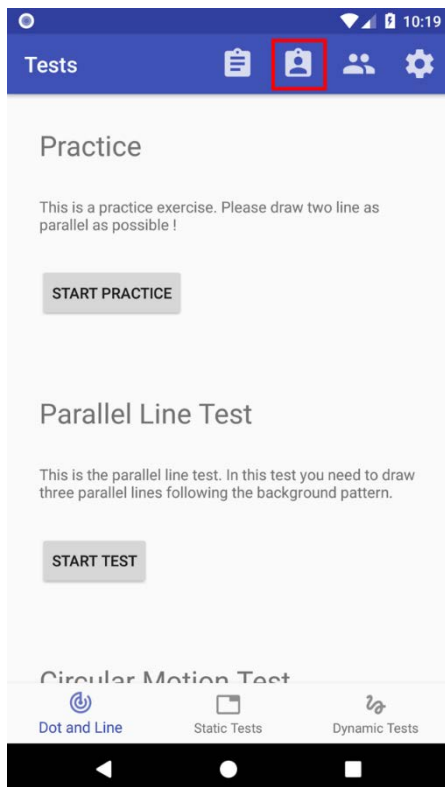 10:19
Tests
Practice
This is a practice exercise. Please draw two line as
parallel as possible !
START PRACTICE
Parallel Line Test
This is the parallel line test. In this test you need to draw
three parallel lines following the background pattern.
START TEST
Circular Motion Test
Dot and Line
Static Tests
Dynamic Tests